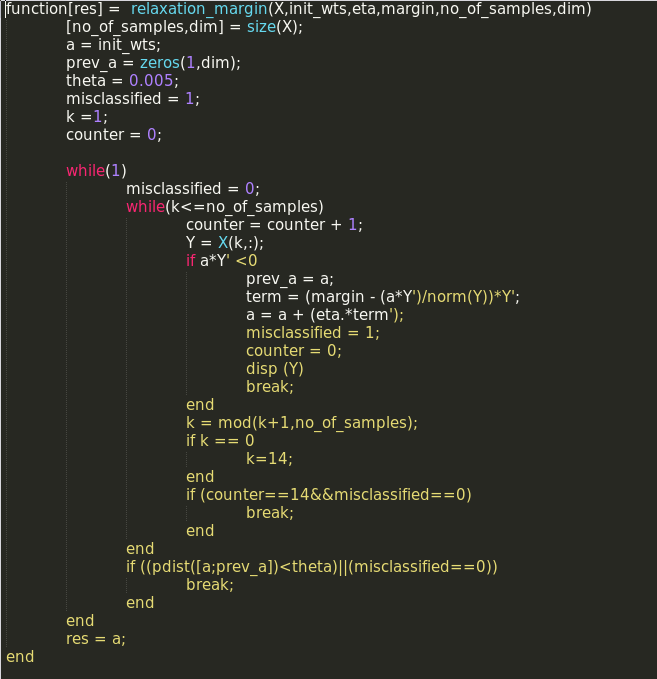 function[res] =  relaxation_margin(X,init_wts,eta,margin,no_of_samples,dim)
[no_of_samples,dim] = size(X);
a = init_wts;
prev_a = zeros(1,dim);
theta = 0.005;
misclassified = 1;
k =1;
counter = 0;
while(1)
misclassified = 0;
while(k<=no_of_samples)
counter = counter + 1;
Y = X(k,:);
if a*Y' <0
prev_a = a;
term = (margin - (a*Y')/norm(Y))*Y';
a = a + (eta.*term');
misclassified = 1;
counter = 0;
disp (Y)
break;
end
k = mod(k+1,no_of_samples);
if k == 0
k=14;
end
if (counter==14&&misclassified==0)
break;
end
end
if ((pdist([a;prev_a])<theta)||(misclassified==0))
break;
end
end
res = a;
end